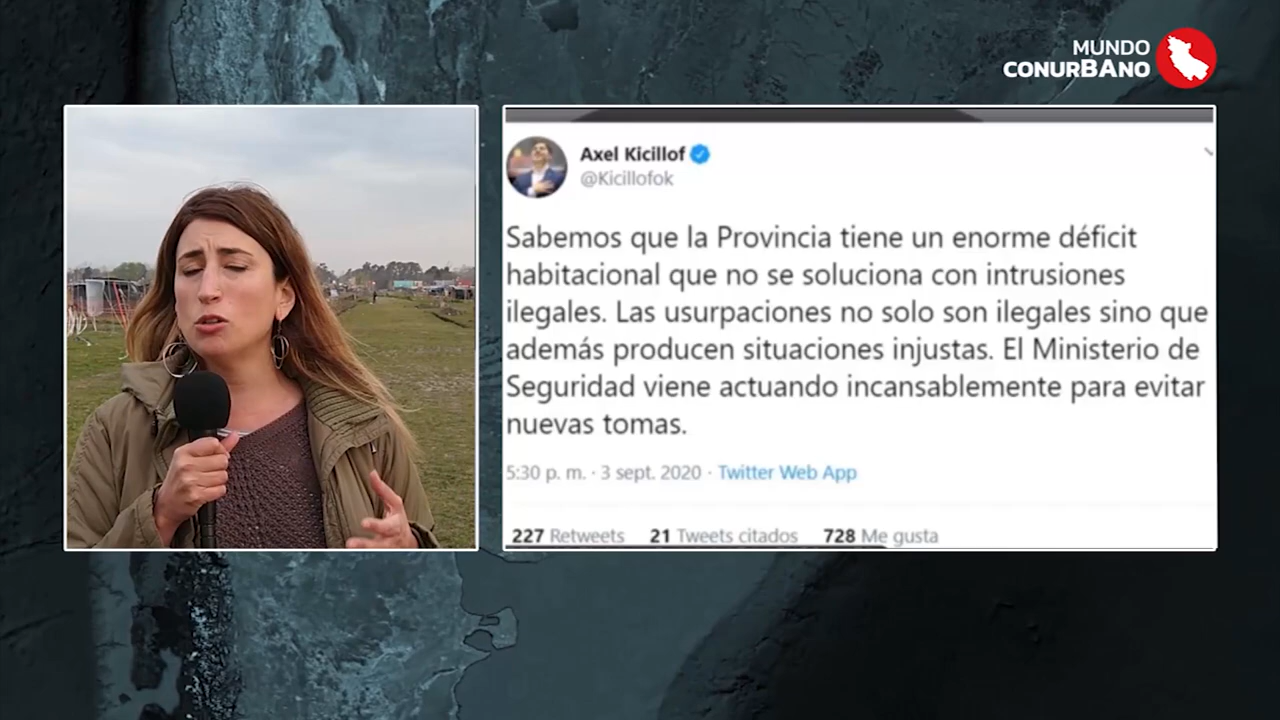 MUNDO
CONURBANO
Axel Kicillof
@Kicillofok
Sabemos que la Provincia tiene un enorme déficit
habitacional que no se soluciona con intrusiones
ilegales. Las usurpaciones no solo son ilegales sino que
además producen situaciones injustas. El Ministerio de
Seguridad viene actuando incansablemente para evitar
nuevas tomas.
5:30 p. m. · 3 sept. 2020 · Twitter Web App
227 Retweets 21 Tweets citados 728 Me gusta